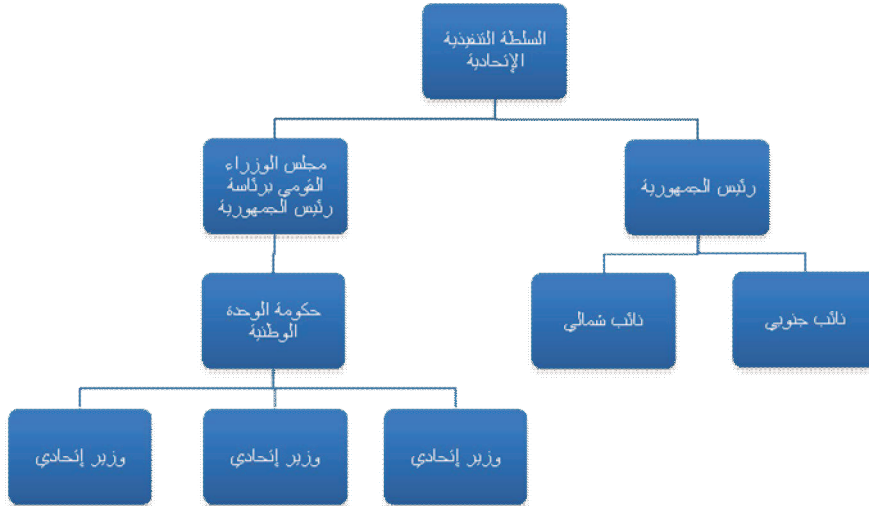 السلطة التنفيذية
الإتحادية
رئيس الجمهورية
مجلس الوزراء
القومي برئاسة
رئيس الجمهورية
نائب جنوبي
نائب شمالي
حكومة الوحدة
الوطنية
وزير إتحادي
وزير إتحادي
وزير إتحادي